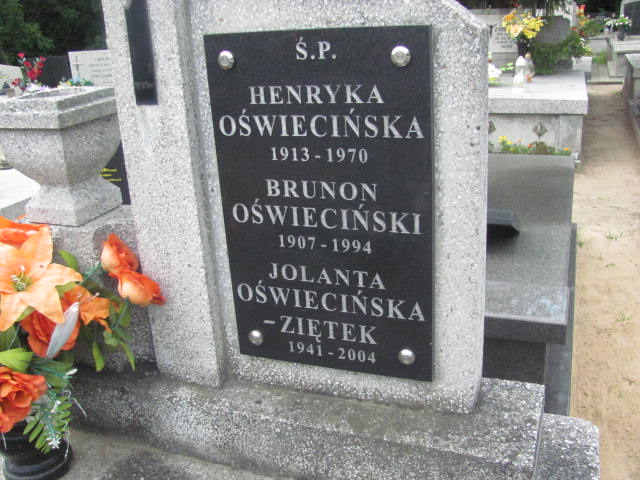 Ś.P.
HENRYKA
OŚWIECIŃSKA
1913 - 1970
BRUNON
OŚWIECIŃSKI
1907 - 1994
JOLANTA
OŚWIECIŃSKA
-ZIĘTEK
1941 - 2004